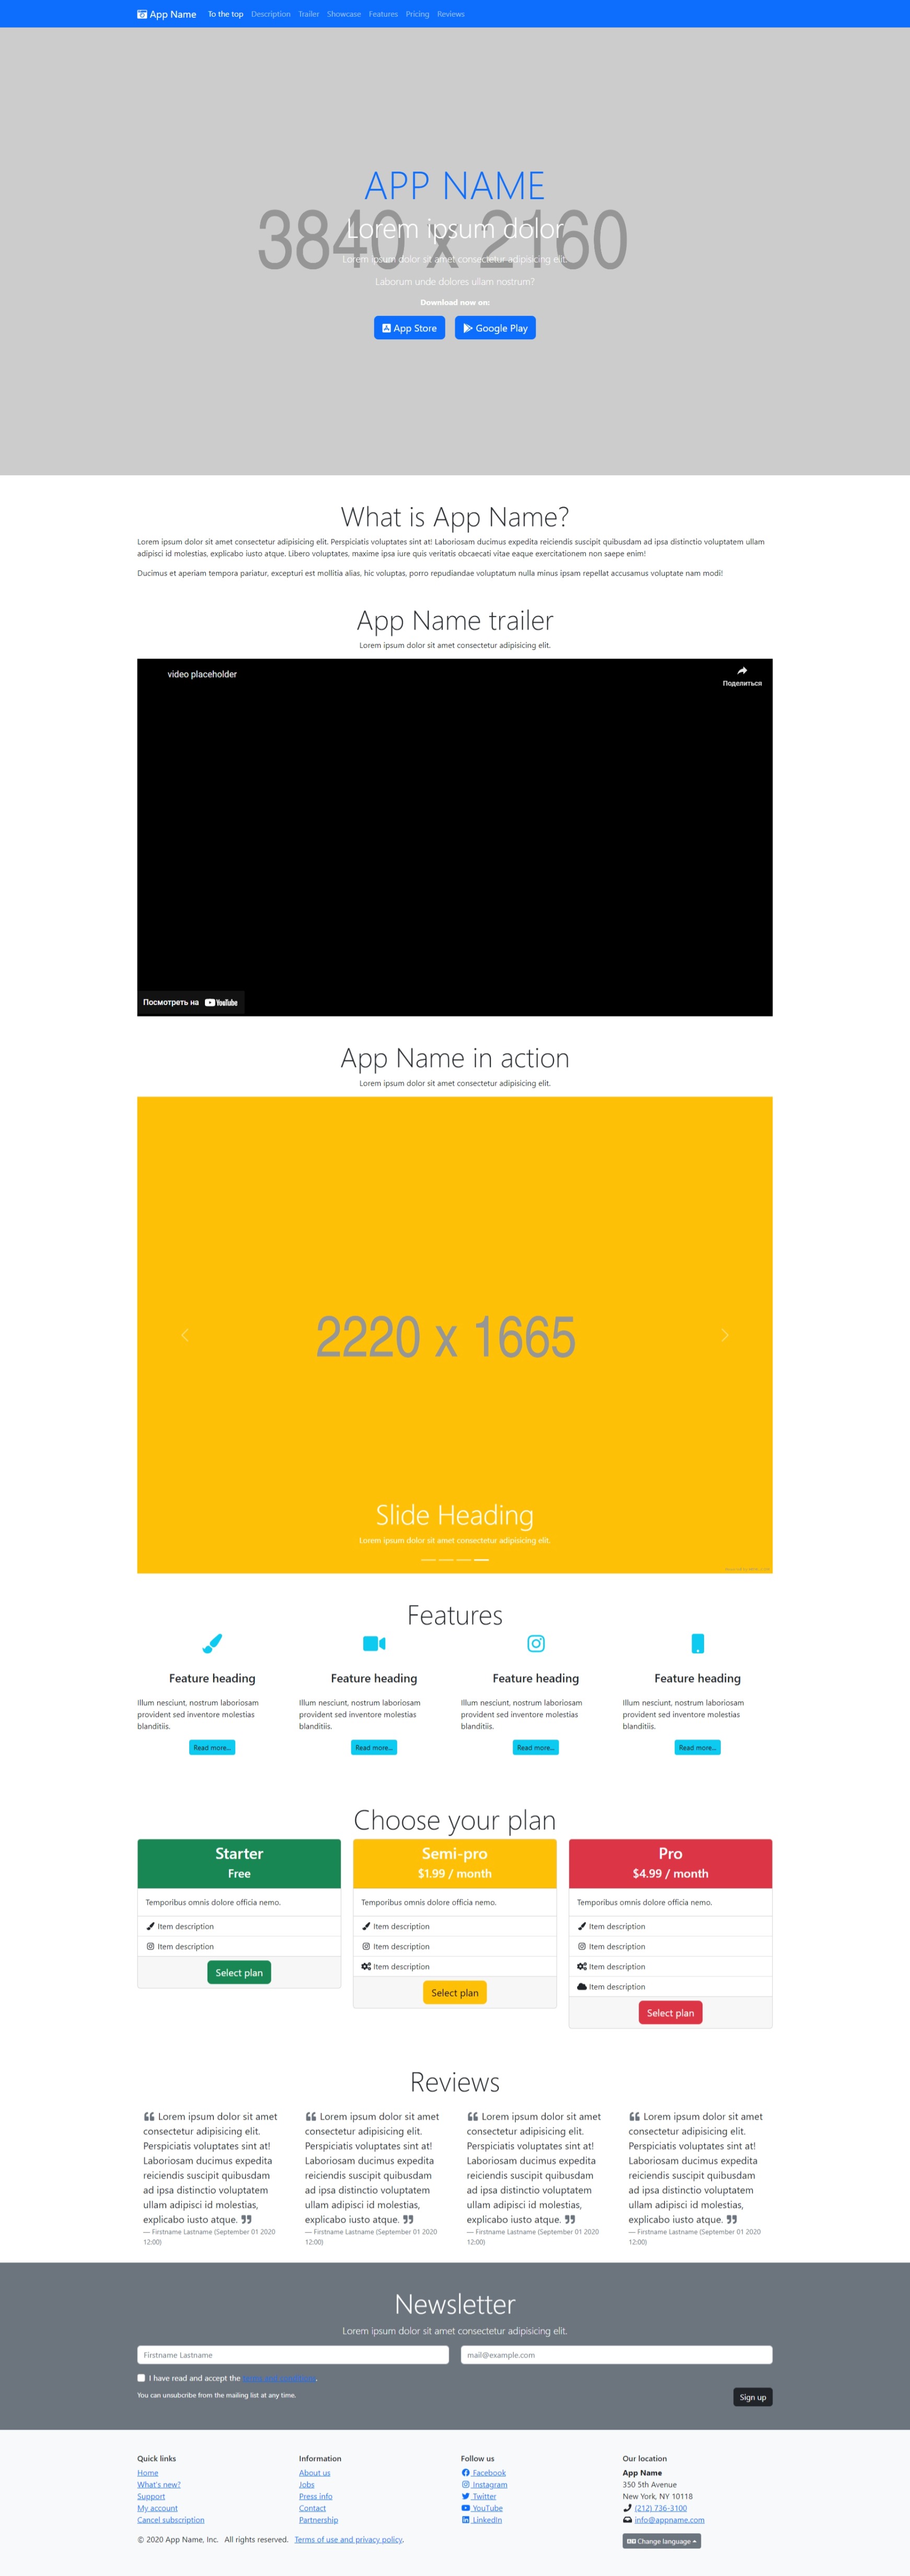 App Name To the top Description Trailer Showcase Features Pricing Reviews
APP NAME
3840 x 2160
Lorem ipsum dolor
Lorem ipsum dolor sit amet consectetur adipisicing elit.
Laborum unde dolores ullam nostrum?
Download now on:
App Store Google Play
What is App Name?
Lorem ipsum dolor sit amet consectetur adipisicing elit. Perspiciatis voluptates sint at! Laboriosam ducimus expedita reiciendis suscipit quibusdam ad ipsa distinctio voluptatem ullam
adipisci id molestias, explicabo iusto atque. Libero voluptates, maxime ipsa iure quis veritatis obcaecati vitae eaque exercitationem non saepe enim!
Ducimus et aperiam tempora pariatur, excepturi est mollitia alias, hic voluptas, porro repudiandae voluptatum nulla minus ipsam repellat accusamus voluptate nam modi!
App Name trailer
Lorem ipsum dolor sit amet consectetur adipisicing elit.
video placeholder
Поделиться
Посмотреть на YouTube
App Name in action
Lorem ipsum dolor sit amet consectetur adipisicing elit.
2220 x 1665
Slide Heading
Lorem ipsum dolor sit amet consectetur adipisicing elit.
Features
Feature heading Feature heading Feature heading Feature heading
Illum nesciunt, nostrum laboriosam Illum nesciunt, nostrum laboriosam Illum nesciunt, nostrum laboriosam Illum nesciunt, nostrum laboriosam
provident sed inventore molestias provident sed inventore molestias provident sed inventore molestias provident sed inventore molestias
blanditiis. blanditiis. blanditiis. blanditiis.
Read more... Read more... Read more... Read more...
Choose your plan
Starter
Free
Temporibus omnis dolore officia nemo.
Item description
Item description
Select plan
Semi-pro
$1.99 / month
Temporibus omnis dolore officia nemo.
Item description
Item description
Item description
Select plan
Pro
$4.99 / month
Temporibus omnis dolore officia nemo.
Item description
Item description
Item description
Item description
Select plan
Reviews
Lorem ipsum dolor sit amet
consectetur adipisicing elit.
Perspiciatis voluptates sint at!
Laboriosam ducimus expedita
reiciendis suscipit quibusdam
ad ipsa distinctio voluptatem
ullam adipisci id molestias,
explicabo iusto atque.
— Firstname Lastname (September 01 2020
12:00)
Lorem ipsum dolor sit amet
consectetur adipisicing elit.
Perspiciatis voluptates sint at!
Laboriosam ducimus expedita
reiciendis suscipit quibusdam
ad ipsa distinctio voluptatem
ullam adipisci id molestias,
explicabo iusto atque.
— Firstname Lastname (September 01 2020
12:00)
Lorem ipsum dolor sit amet
consectetur adipisicing elit.
Perspiciatis voluptates sint at!
Laboriosam ducimus expedita
reiciendis suscipit quibusdam
ad ipsa distinctio voluptatem
ullam adipisci id molestias,
explicabo iusto atque.
— Firstname Lastname (September 01 2020
12:00)
Lorem ipsum dolor sit amet
consectetur adipisicing elit.
Perspiciatis voluptates sint at!
Laboriosam ducimus expedita
reiciendis suscipit quibusdam
ad ipsa distinctio voluptatem
ullam adipisci id molestias,
explicabo iusto atque.
— Firstname Lastname (September 01 2020
12:00)
Newsletter
Lorem ipsum dolor sit amet consectetur adipisicing elit.
Firstname Lastname mail@example.com
I have read and accept the
You can unsubcribe from the mailing list at any time.
Sign up
Quick links
Home
What's new?
Support
My account
Cancel subscription
Information
About us
Jobs
Press info
Contact
Partnership
Follow us
Facebook
Instagram
Twitter
YouTube
LinkedIn
Our location
App Name
350 5th Avenue
New York, NY 10118
(212) 736-3100
info@appname.com
© 2020 App Name, Inc. All rights reserved. Terms of use and privacy policy.
Change language